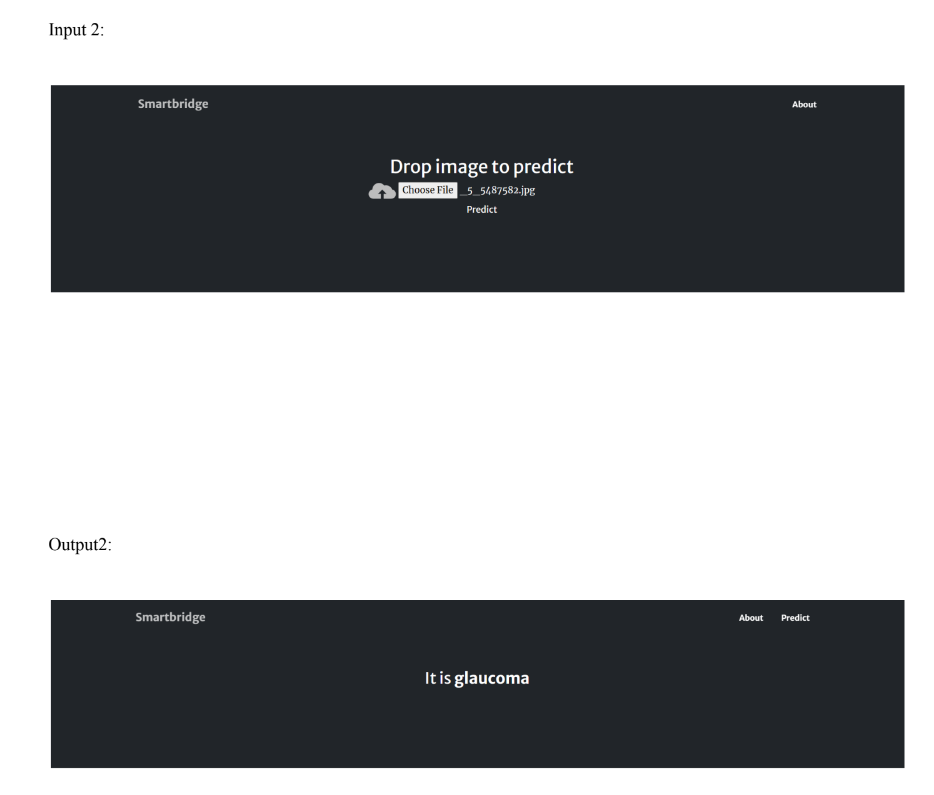 Input 2:
Smartbridge About
Drop image to predict
Choose File _5_5487582.jpg
Predict
Output2:
Smartbridge About Predict
It is glaucoma